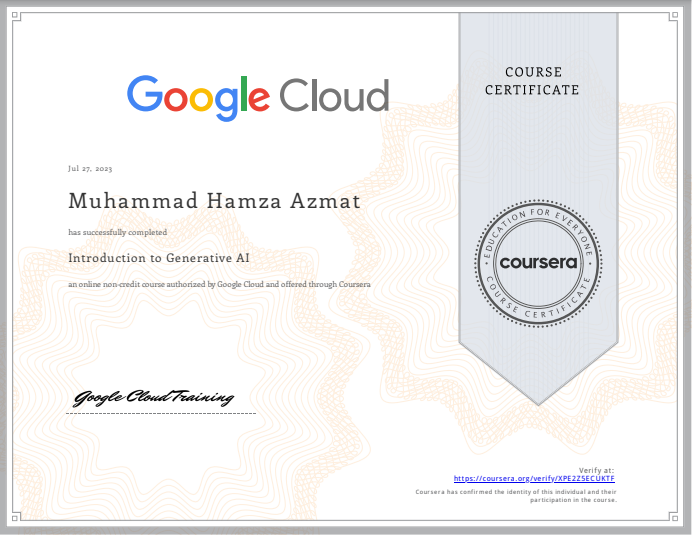 Google Cloud
COURSE
CERTIFICATE
Jul 27, 2023
Muhammad Hamza Azmat
has successfully completed
Introduction to Generative AI
an online non-credit course authorized by Google Cloud and offered through Coursera
EDUCATION FOR EVERYONE
coursera
COURSE CERTIFICATE
Google Cloud Training
Verify at:
https://coursera.org/verify/XPE2Z5ECUKTF
Coursera has confirmed the identity of this individual and their
participation in the course.